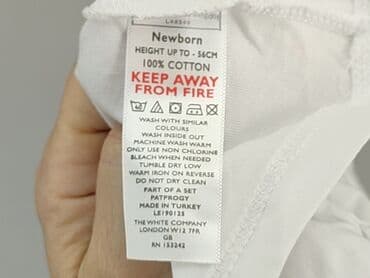 Newborn
HEIGHT UP TO - 56CM
100% COTTON
KEEP AWAY
FROM FIRE
WASH WITH SIMILAR
COLOURS
WASH INSIDE OUT
MACHINE WASH WARM
ONLY USE NON CHLORINE
BLEACH WHEN NEEDED
TUMBLE DRY LOW
WARM IRON ON REVERSE
DO NOT DRY CLEAN
PART OF A SET
PATPROGY
MADE IN TURKEY
LE190125
THE WHITE COMPANY
LONDON W12 7FR
GB
RN 153242